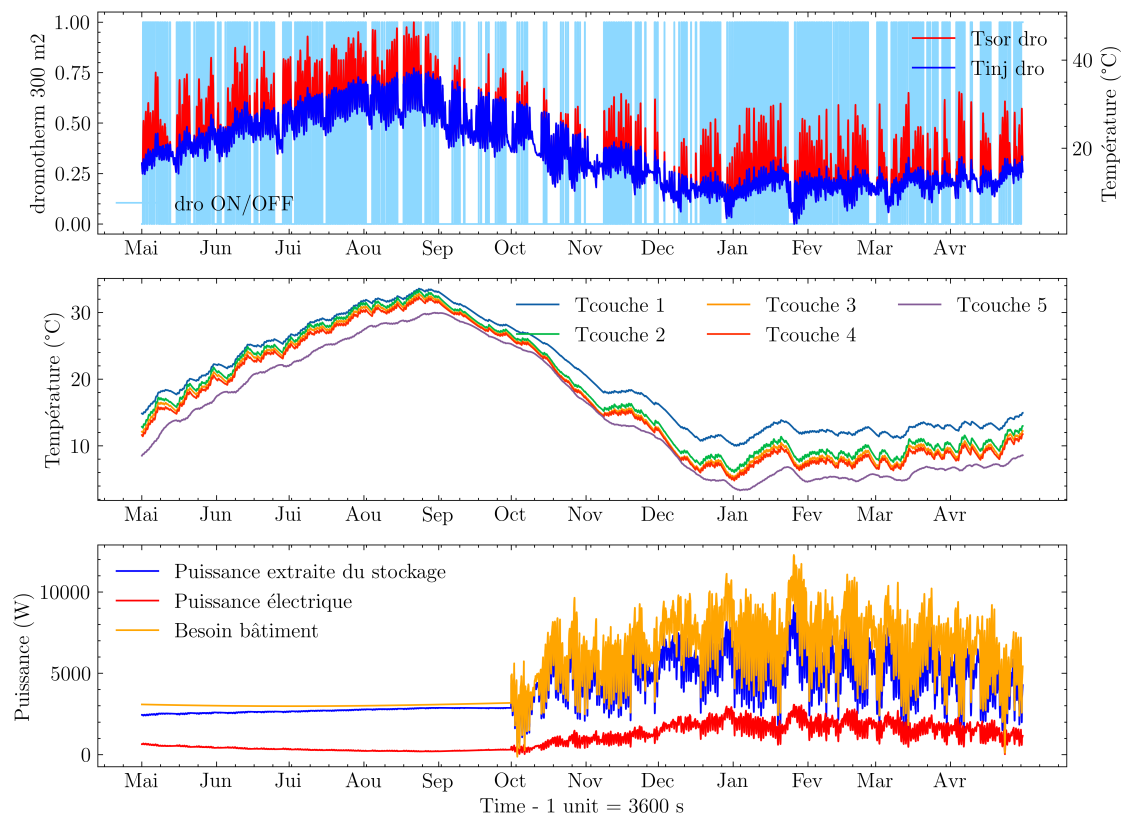 dromotherm 300 m2
1.00
0.75
0.50
0.25
0.00
Tsor dro
Tinj dro
dro ON/OFF
40
20
Température (°C)
Mai Jun Jui Aou Sep Oct Nov Dec Jan Fev Mar Avr
Température (°C)
30
20
10
Tcouche 1 Tcouche 3 Tcouche 5
Tcouche 2 Tcouche 4
Mai Jun Jui Aou Sep Oct Nov Dec Jan Fev Mar Avr
Puissance (W)
10000
5000
0
Puissance extraite du stockage
Puissance électrique
Besoin bâtiment
Mai Jun Jui Aou Sep Oct Nov Dec Jan Fev Mar Avr
Time - 1 unit = 3600 s